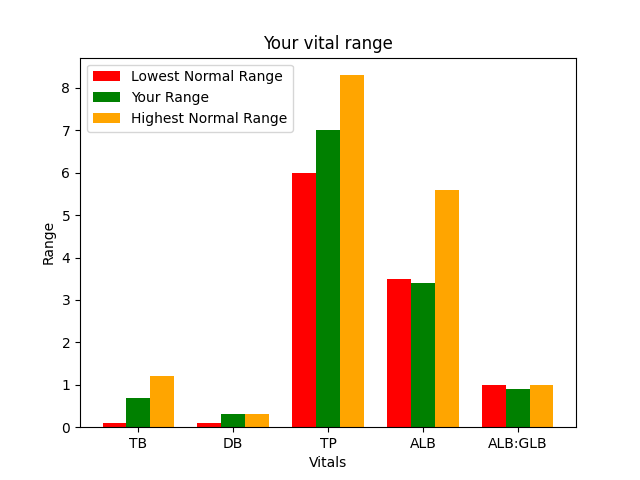 Your vital range
Lowest Normal Range
Your Range
Highest Normal Range
8
7
6
5
4
3
2
1
0
Range
TB DB TP ALB ALB:GLB
Vitals